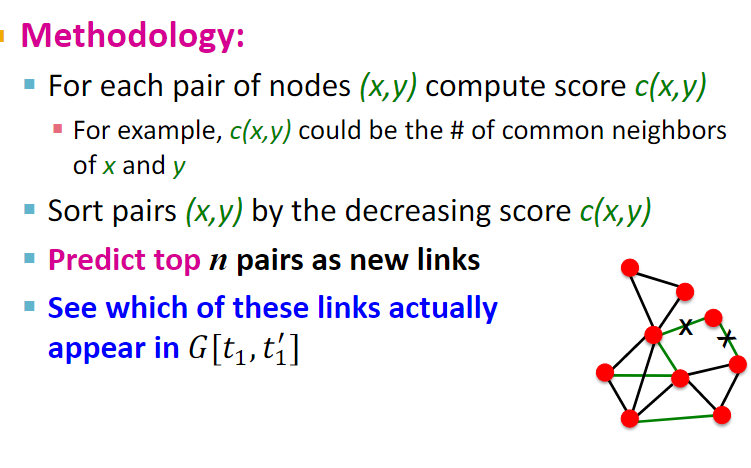 Methodology:
For each pair of nodes (x,y) compute score c(x,y)
For example, c(x,y) could be the # of common neighbors
of x and y
Sort pairs (x,y) by the decreasing score c(x,y)
Predict top n pairs as new links
See which of these links actually
appear in G[t₁, t₁′]
X
X